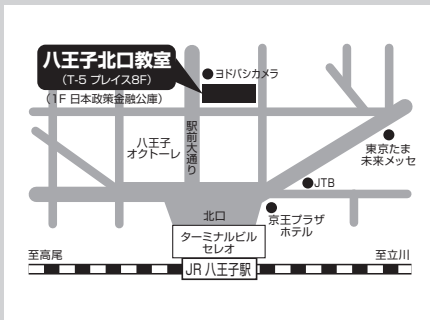 八王子北口教室
（T-5 プレイス8F）
（1F 日本政策金融公庫）
ヨドバシカメラ
駅前大通り
八王子
オクトーレ
東京たま
未来メッセ
JTB
北口
京王プラザ
ホテル
ターミナルビル
セレオ
至高尾
至立川
JR 八王子駅